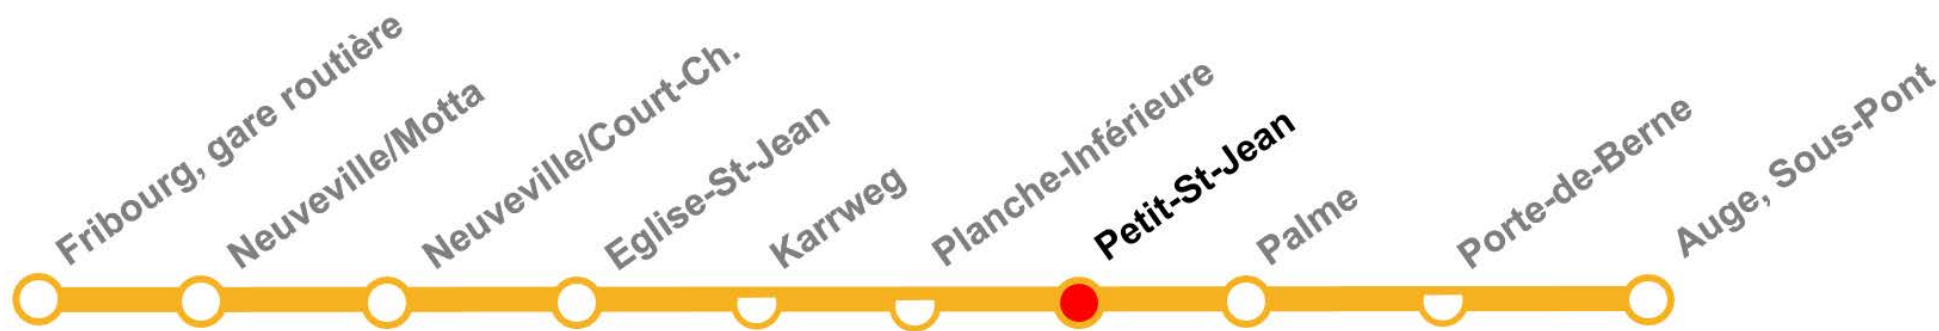 Fribourg, gare routière
Neuveville/Motta
Neuveville/Court-Ch.
Eglise-St-Jean
Karrweg
Planche-Inférieure
Petit-St-Jean
Palme
Porte-de-Berne
Auge, Sous-Pont